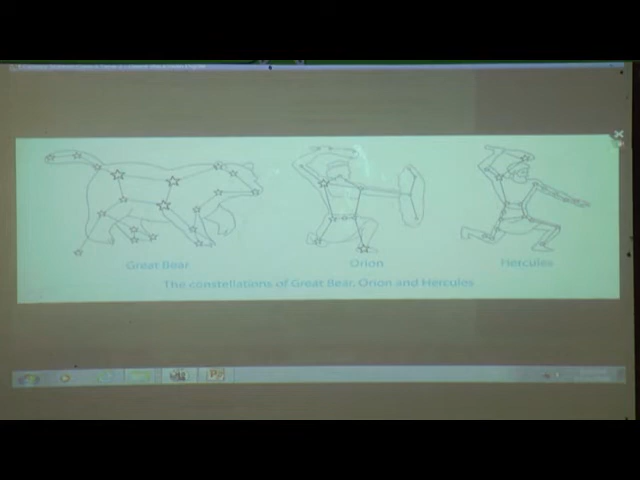 Great Bear
Orion
Hercules
The constellations of Great Bear, Orion and Hercules